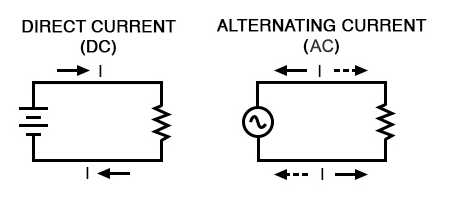 DIRECT CURRENT
(DC)
I
I
ALTERNATING CURRENT
(AC)
I
I